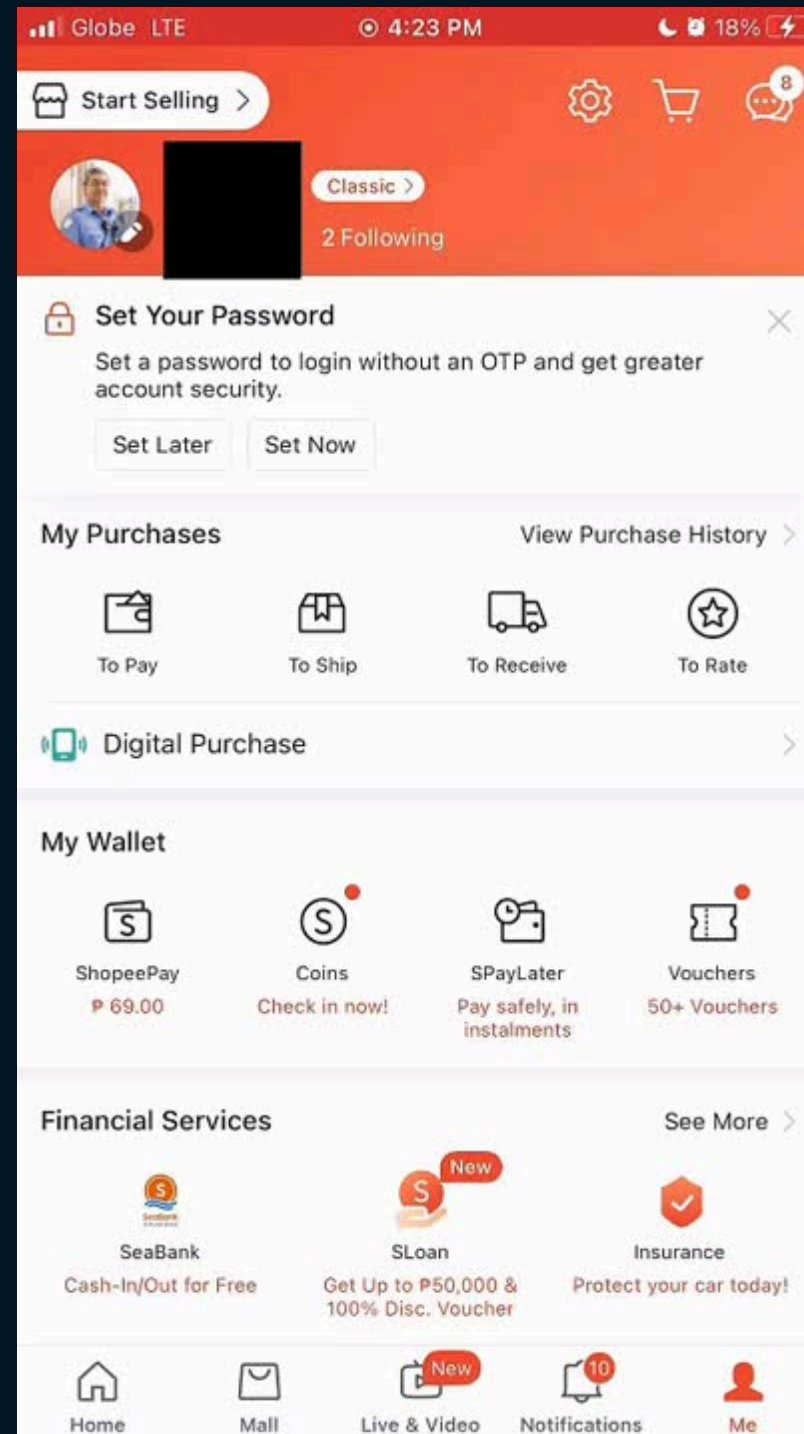 Globe LTE 4:23 PM 18%
Start Selling
8
Classic
2 Following
Set Your Password
Set a password to login without an OTP and get greater
account security.
Set Later Set Now
My Purchases View Purchase History
To Pay To Ship To Receive To Rate
Digital Purchase
My Wallet
ShopeePay Coins SPayLater Vouchers
₱ 69.00 Check in now! Pay safely, in 50+ Vouchers
instalments
Financial Services See More
New
SeaBank SLoan Insurance
Cash-In/Out for Free Get Up to ₱50,000 & Protect your car today!
100% Disc. Voucher
New 10
Home Mall Live & Video Notifications Me